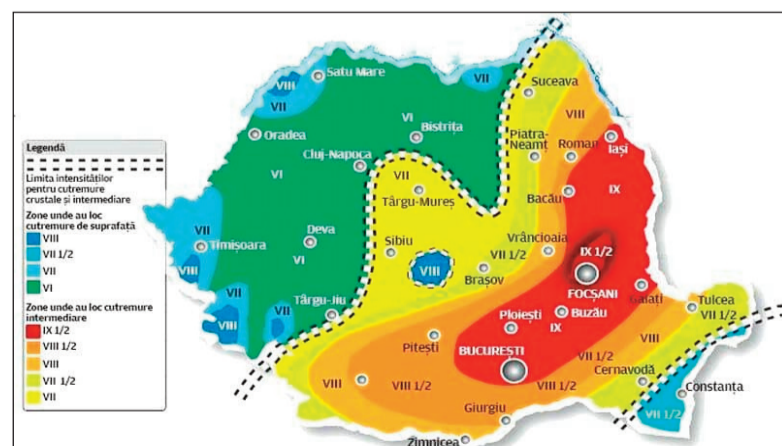 Legendă
Limita intensităților
pentru cutremure
crustale și intermediare
Zone unde au loc
cutremure de suprafață
VIII
VII 1/2
VII
VI
Zone unde au loc cutremure
intermediare
IX 1/2
VIII 1/2
VIII
VII 1/2
VII
Satu Mare
VIII
VII
VII
Suceava
VIII
Oradea
VI
Bistrița
Piatra-
Neamț
Roman
Iași
Cluj-Napoca
VI
VII
Târgu-Mureș
Bacău
IX
VII
Timișoara
VIII
Deva
VI
Sibiu
VIII
Vrâncioaia
VII 1/2
Brașov
IX 1/2
FOCȘANI
VII
VIII
VII
Târgu-Jiu
Galați
Tulcea
VII 1/2
Ploiești
Buzău
IX
VIII
Pitești
BUCUREȘTI
VII 1/2
VIII
VIII 1/2
VIII 1/2
Cernavodă
Constanța
VII 1/2
Giurgiu
Zimnicea